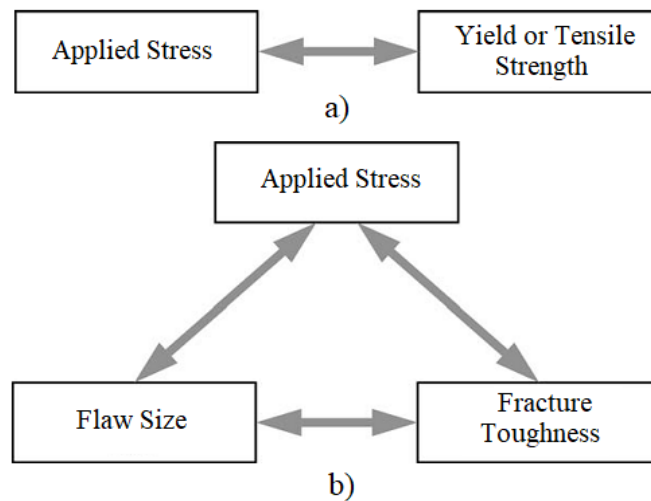 Applied Stress
Yield or Tensile
Strength
a)
Applied Stress
Flaw Size
Fracture
Toughness
b)